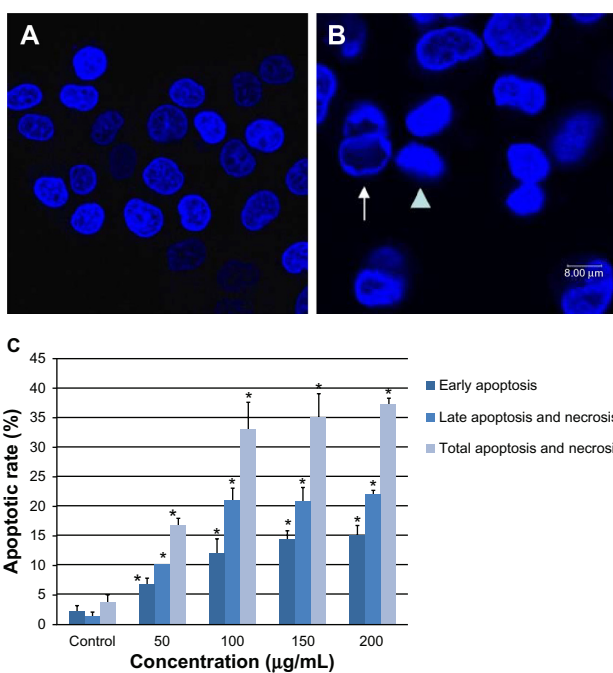 A
B
8.00 µm
C
45
40
35
30
25
20
15
10
5
0
Apoptotic rate (%)
* * *
* * *
* * *
* * *
Control 50 100 150 200
Concentration (µg/mL)
Early apoptosis
Late apoptosis and necrosis
Total apoptosis and necrosi